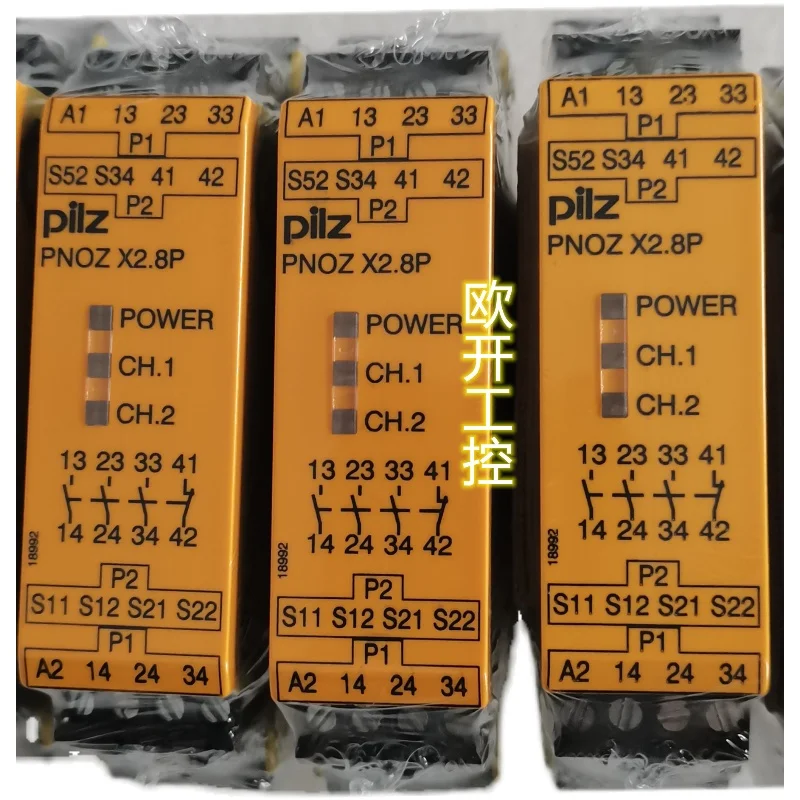 A1 13 23 33
P1
S52 S34 41 42
P2
pilz
PNOZ X2.8P
POWER
CH.1
CH.2
13 23 33 41
14 24 34 42
18992
P2
S11 S12 S21 S22
P1
A2 14 24 34
A1 13 23 33
P1
S52 S34 41 42
P2
pilz
PNOZ X2.8P
POWER
CH.1
CH.2
13 23 33 41
14 24 34 42
18992
P2
S11 S12 S21 S22
P1
A2 14 24 34
欧开工控
A1 13 23 33
P1
S52 S34 41 42
P2
pilz
PNOZ X2.8P
POWER
CH.1
CH.2
13 23 33 41
14 24 34 42
18992
P2
S11 S12 S21 S22
P1
A2 14 24 34